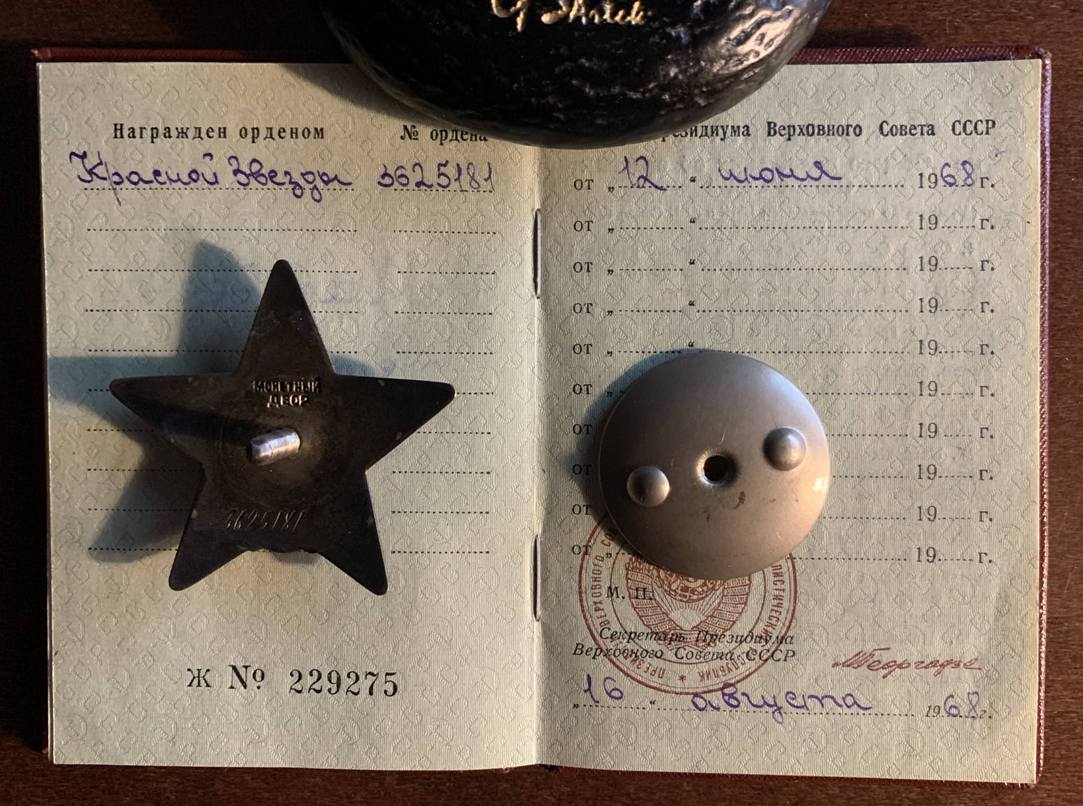 G JArtek
Награжден орденом № ордена
Красной Звезды 3625181
МОНЕТНЫЙ
ДВОР
3625181
Ж № 229275
Президиума Верховного Совета СССР
от „ 12 “ июня 1968 г.
от „ “ 19 г.
от „ “ 19 г.
от „ “ 19 г.
от „ “ 19 г.
от 19 г.
от 19 г.
от 19 г.
от 19 г.
от „ 19 г.
М. П.
Секретарь Президиума
Верховного Совета СССР
МГеоргадзе
„ 16 “ августа 1968 г.